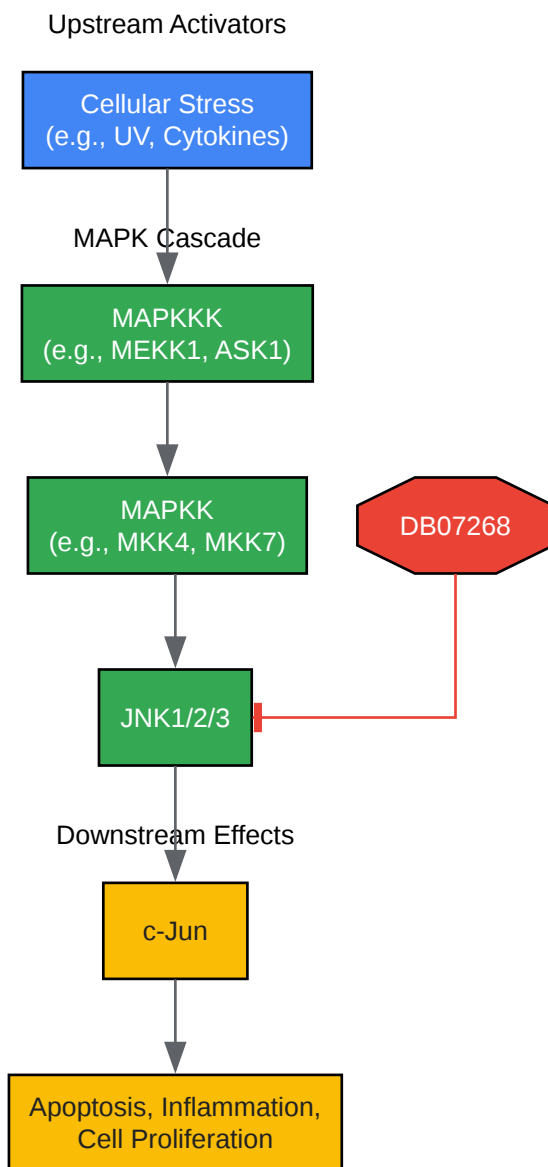 Upstream Activators
Cellular Stress
(e.g., UV, Cytokines)
MAPK Cascade
MAPKKK
(e.g., MEKK1, ASK1)
MAPKK
(e.g., MKK4, MKK7)
DB07268
JNK1/2/3
Downstream Effects
c-Jun
Apoptosis, Inflammation,
Cell Proliferation